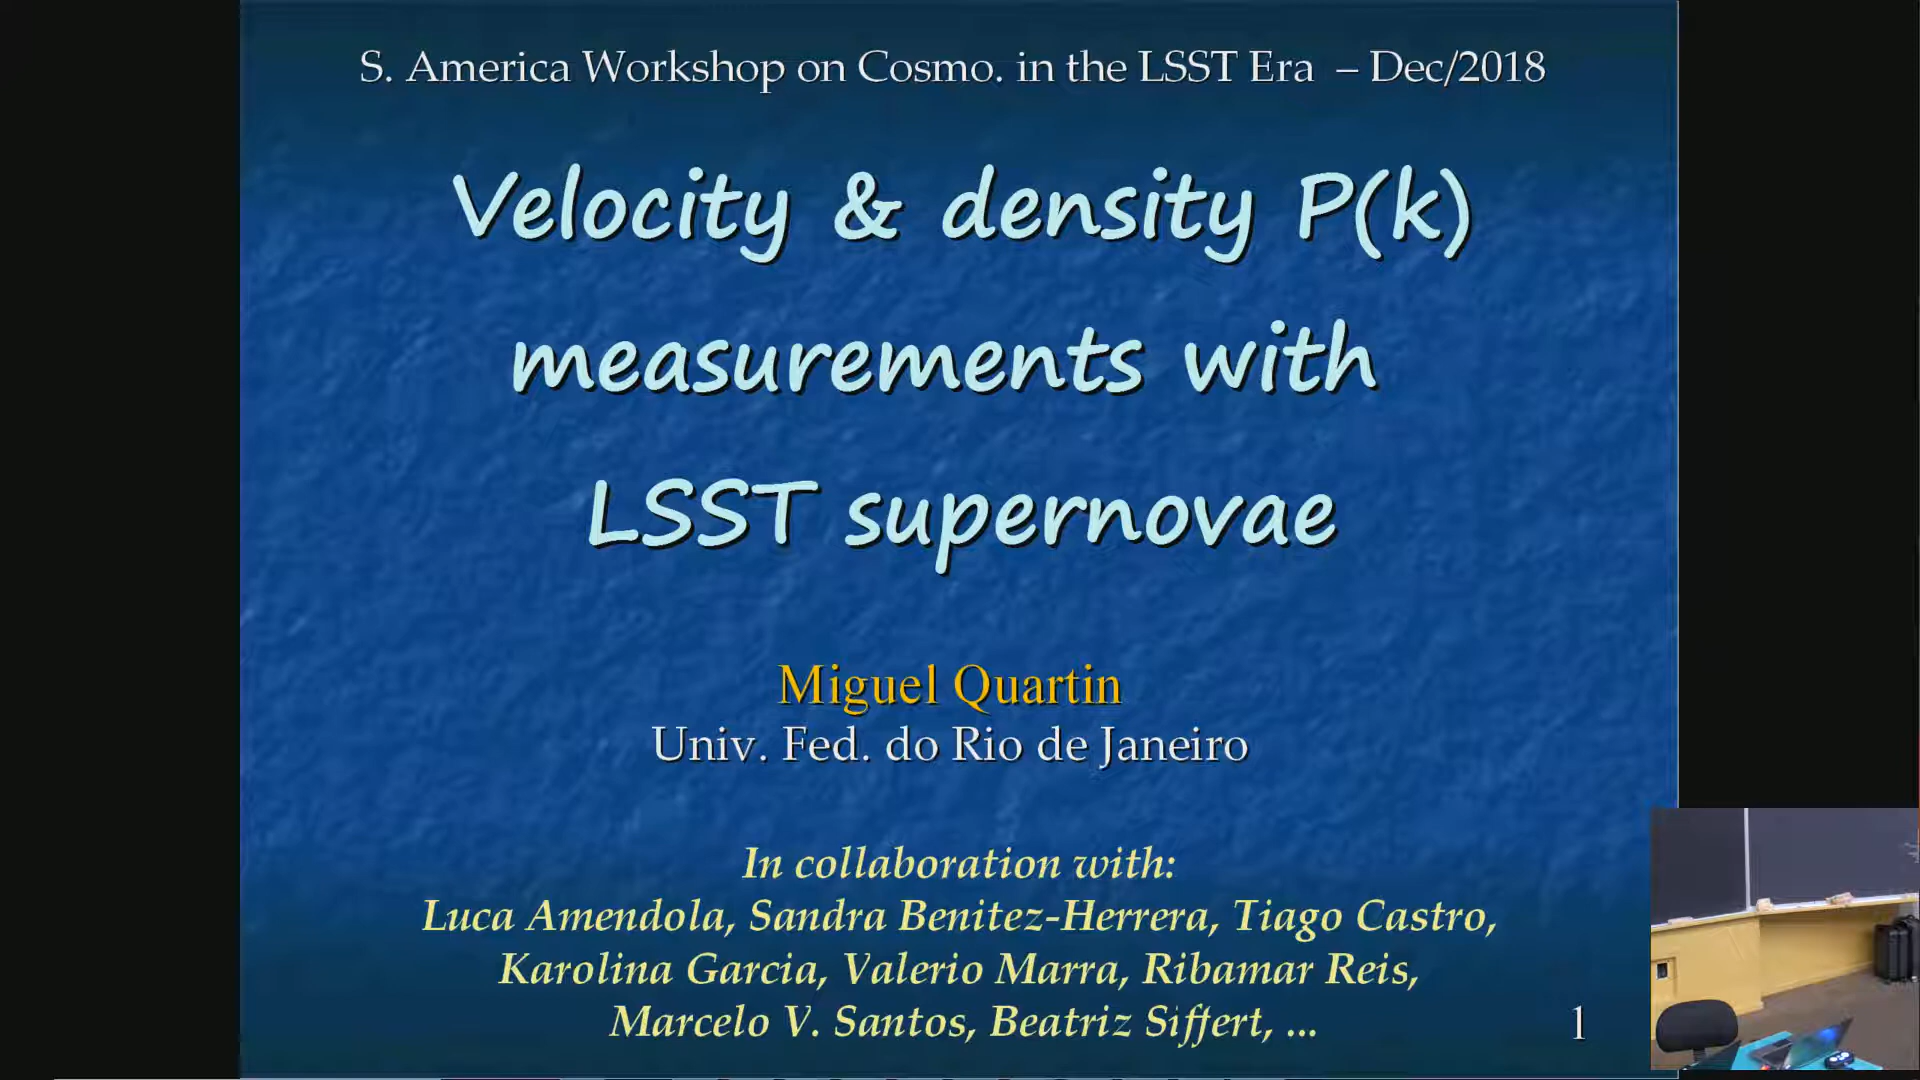 S. America Workshop on Cosmo. in the LSST Era – Dec/2018
Velocity & density P(k)
measurements with
LSST supernovae
Miguel Quartin
Univ. Fed. do Rio de Janeiro
In collaboration with:
Luca Amendola, Sandra Benitez-Herrera, Tiago Castro,
Karolina Garcia, Valerio Marra, Ribamar Reis,
Marcelo V. Santos, Beatriz Siffert, ...
1